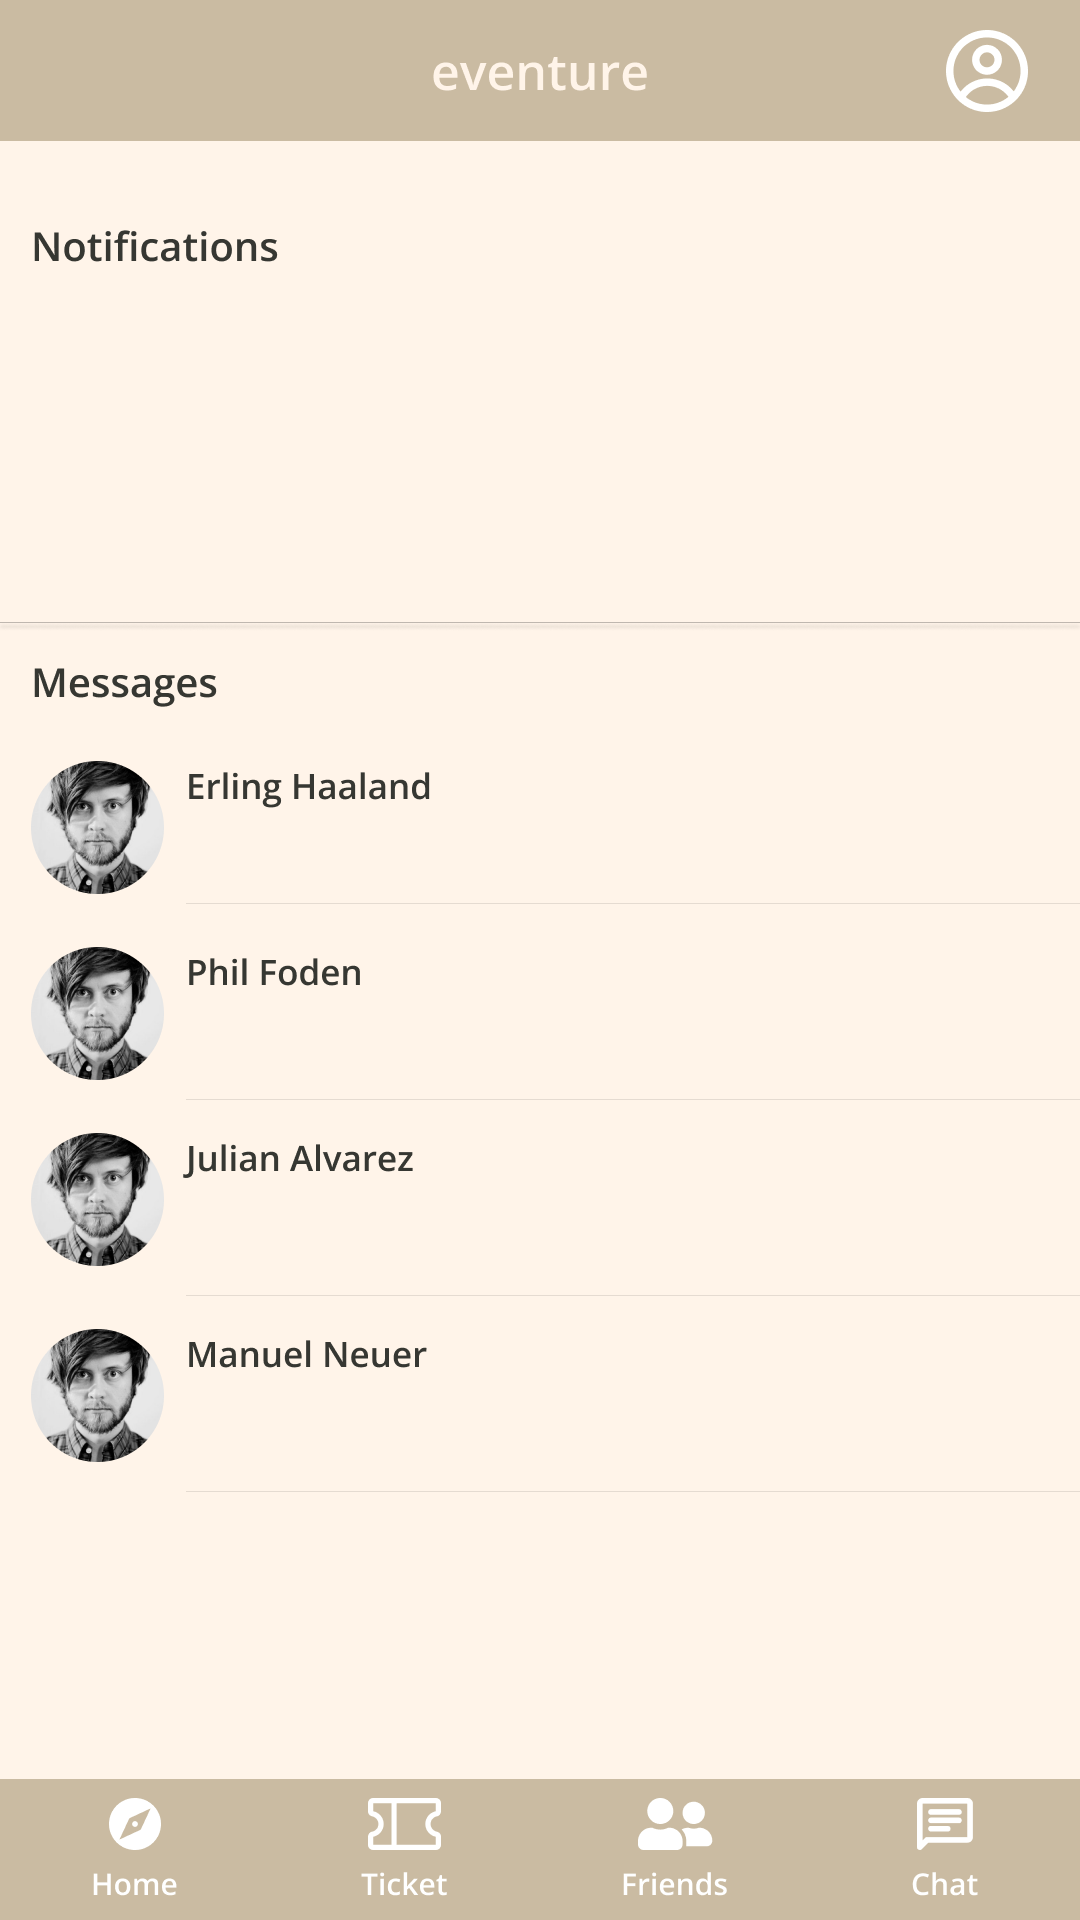 eventure
Notifications
Messages
Erling Haaland
Phil Foden
Julian Alvarez
Manuel Neuer
Home
Ticket
Friends
Chat